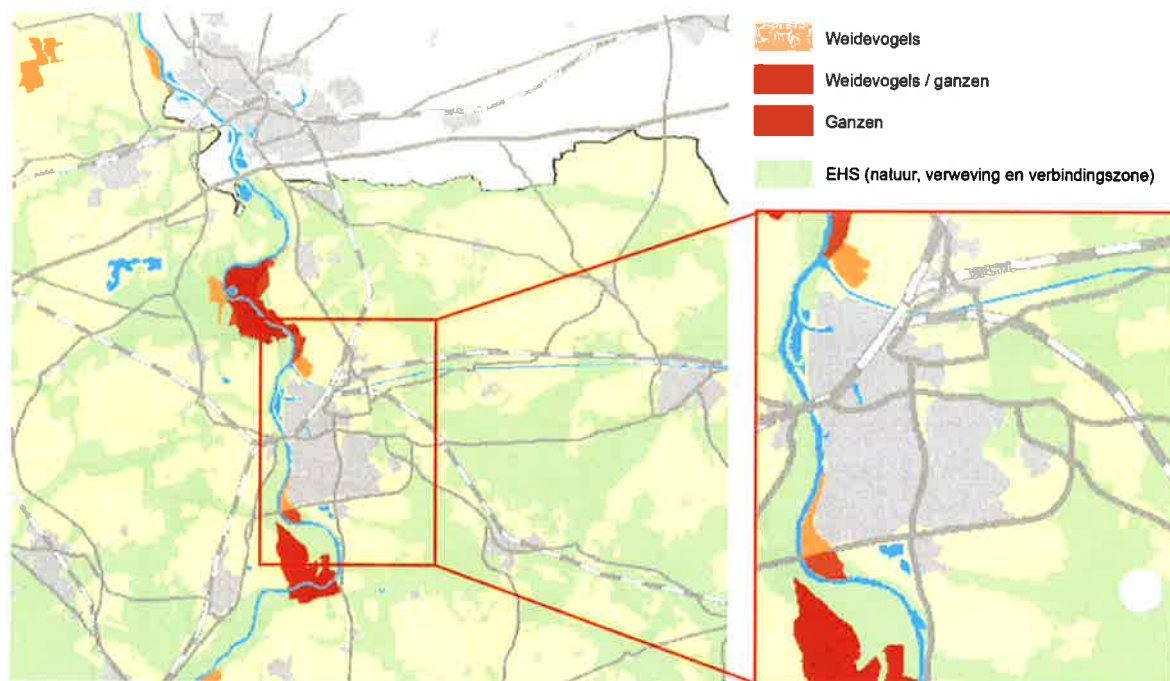 Weidevogels
Weidevogels / ganzen
Ganzen
EHS (natuur, verweving en verbindingszone)